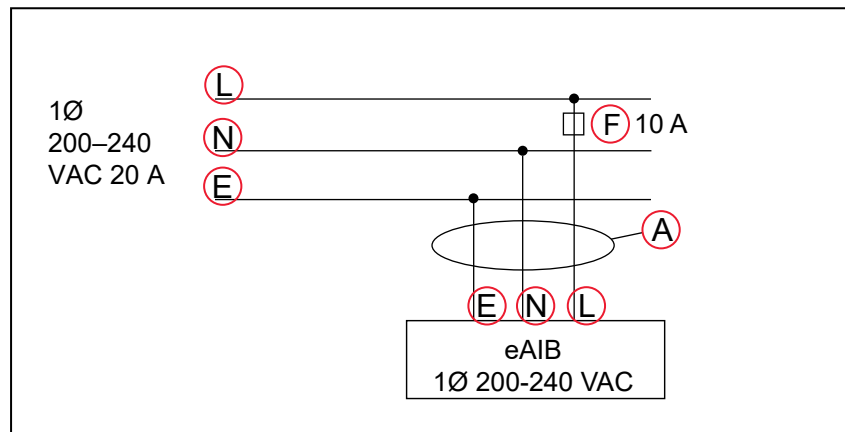 L
1Ø
200–240
VAC 20 A
F 10 A
N
E
A
E N L
eAIB
1Ø 200-240 VAC